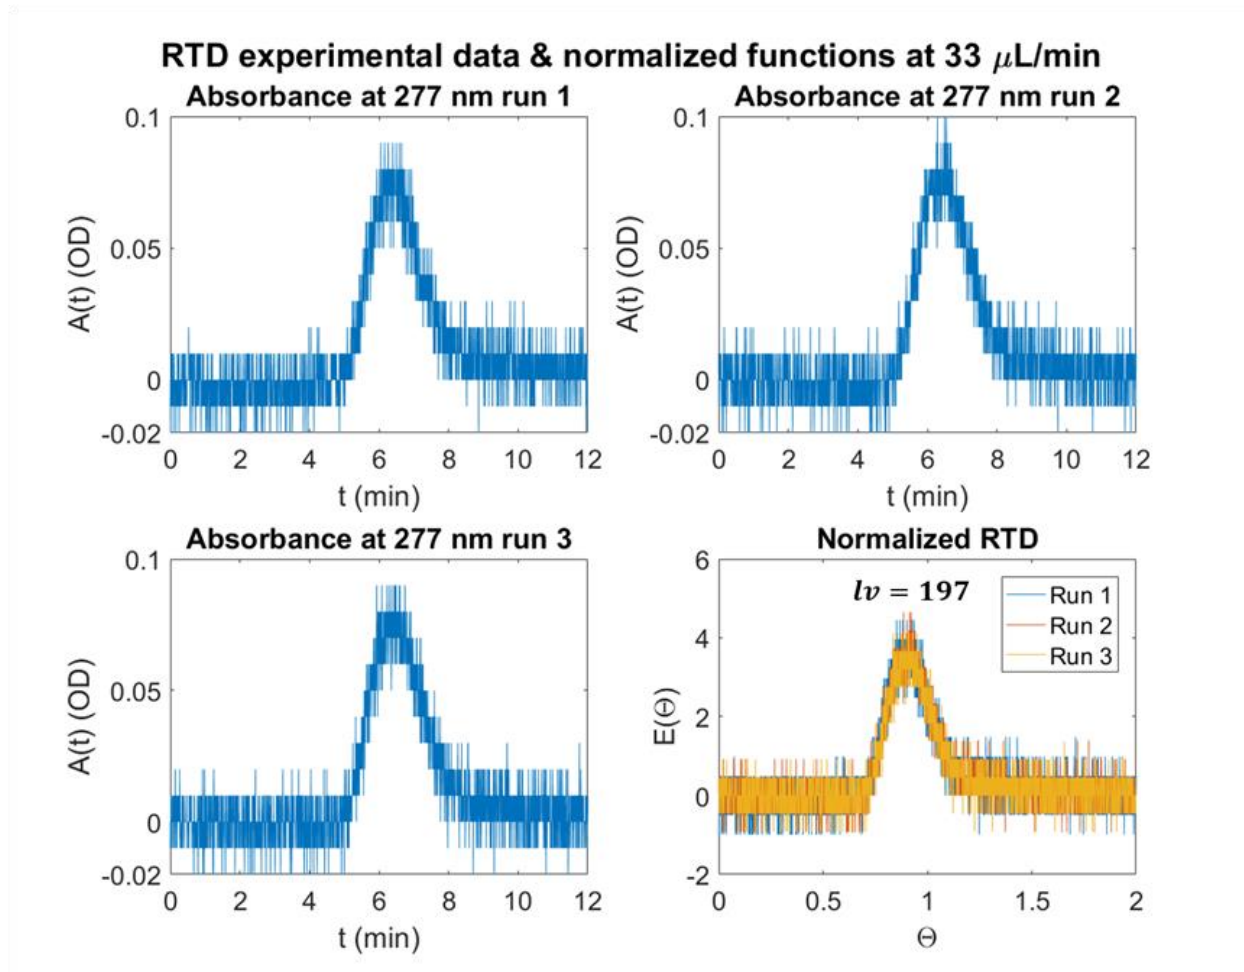 RTD experimental data & normalized functions at 33 μL/min
Absorbance at 277 nm run 1
0.1
0.05
0
-0.02
A(t) (OD)
0 2 4 6 8 10 12
t (min)
Absorbance at 277 nm run 2
0.1
0.05
0
-0.02
A(t) (OD)
0 2 4 6 8 10 12
t (min)
Absorbance at 277 nm run 3
0.1
0.05
0
-0.02
A(t) (OD)
0 2 4 6 8 10 12
t (min)
Normalized RTD
lv = 197
Run 1
Run 2
Run 3
6
4
2
0
-2
E(Θ)
0 0.5 1 1.5 2
Θ